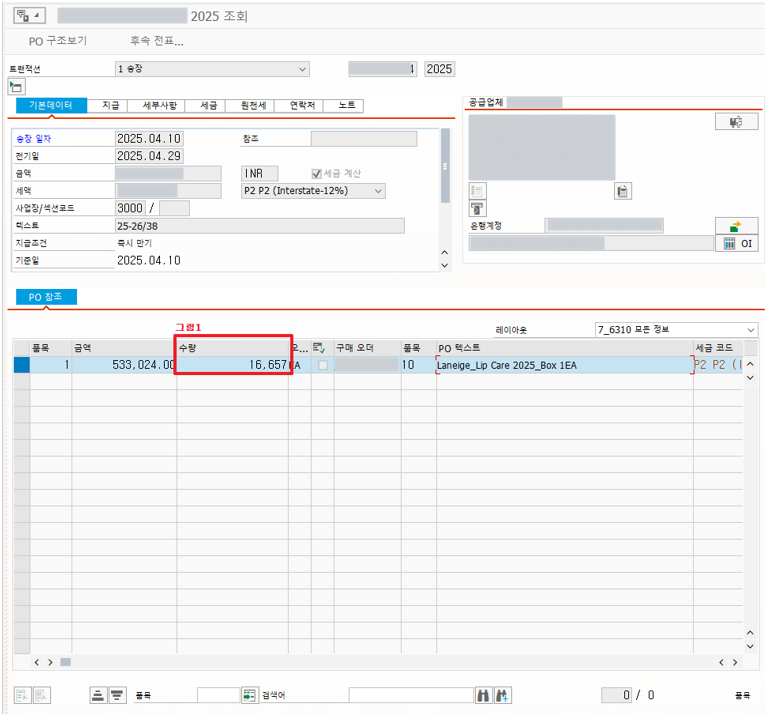 2025 조회
PO 구조보기 후속 전표...
트랜잭션 1 송장 2025
기본데이터 지급 세부사항 세금 원천세 연락처 노트
공급업체
송장 일자 2025.04.10 참조
전기일 2025.04.29
금액 INR 세금 계산
세액 P2 P2 (Interstate-12%)
사업장/섹션코드 3000 /
텍스트 25-26/38
지급조건 즉시 만기
기준일 2025.04.10
은행계정
OI
PO 참조
그림1
레이아웃 7_6310 모든 정보
품목 금액 수량 오... 구매 오더 품목 PO 텍스트 세금 코드
1 533,024.00 16,657 EA 10 Laneige_Lip Care 2025_Box 1EA P2 P2 (I
품목 검색어 0 / 0 품목